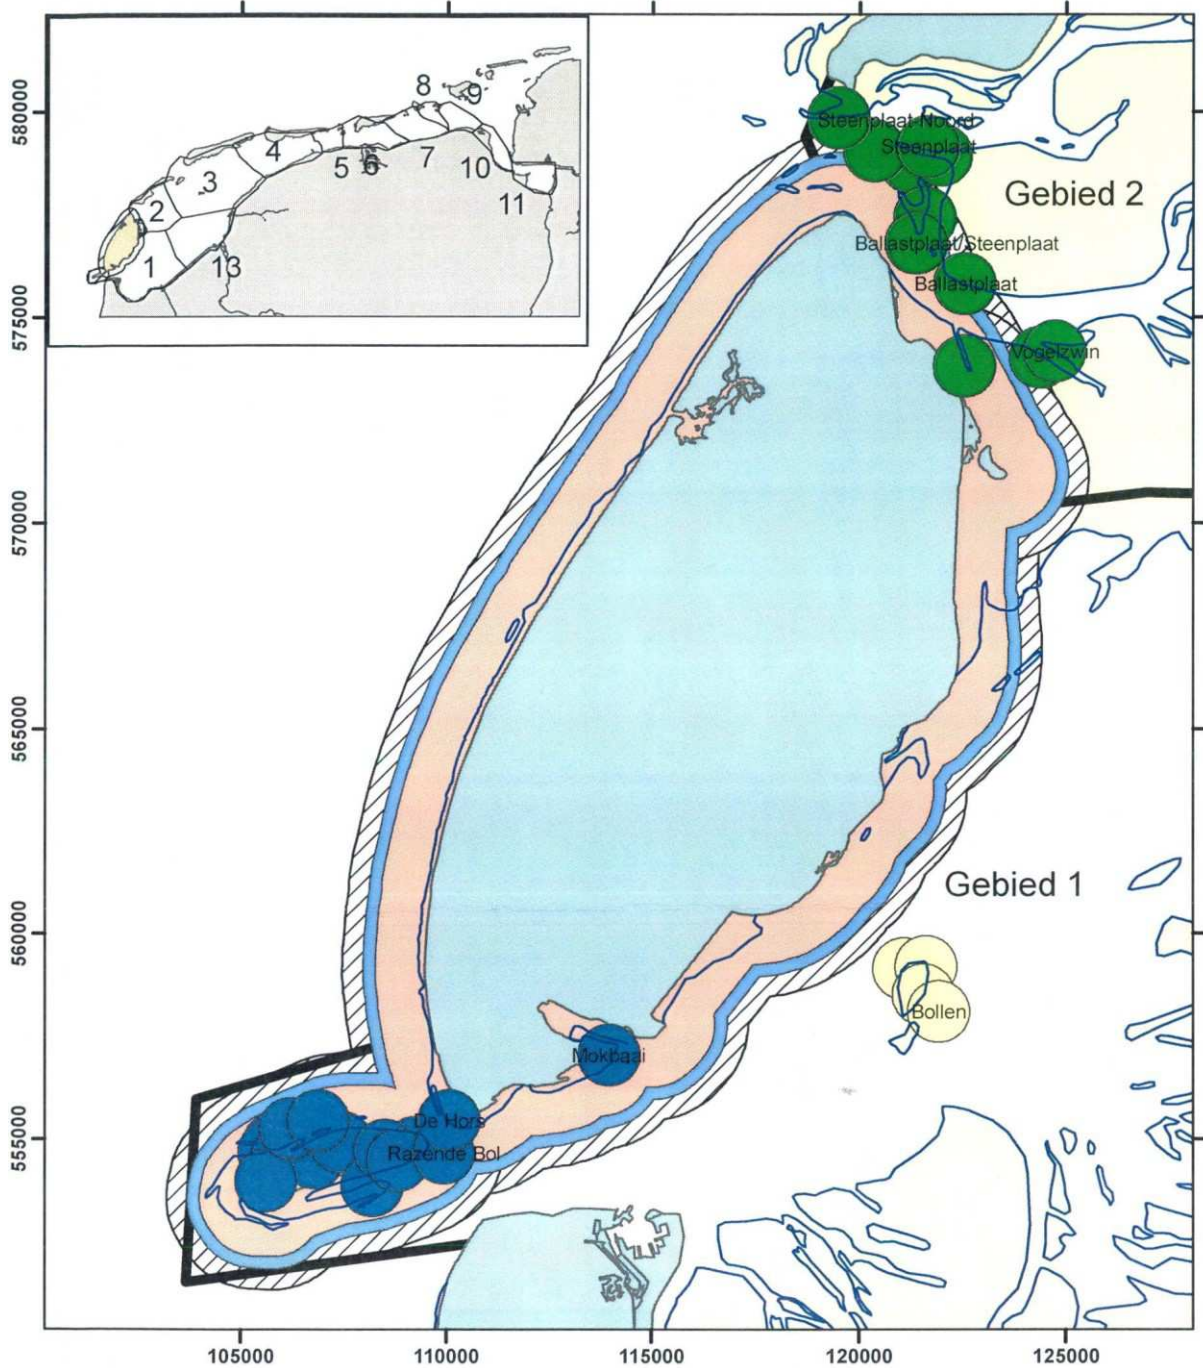 8
9
4
5
6
7
10
3
11
2
1
13
580000
575000
570000
565000
560000
555000
Steenplaat-Noord
Steenplaat
Gebied 2
Ballastplaat/Steenplaat
Ballastplaat
Vogelzwin
Gebied 1
Bollen
Mokbaai
De Hors
Razende Bol
105000
110000
115000
120000
125000